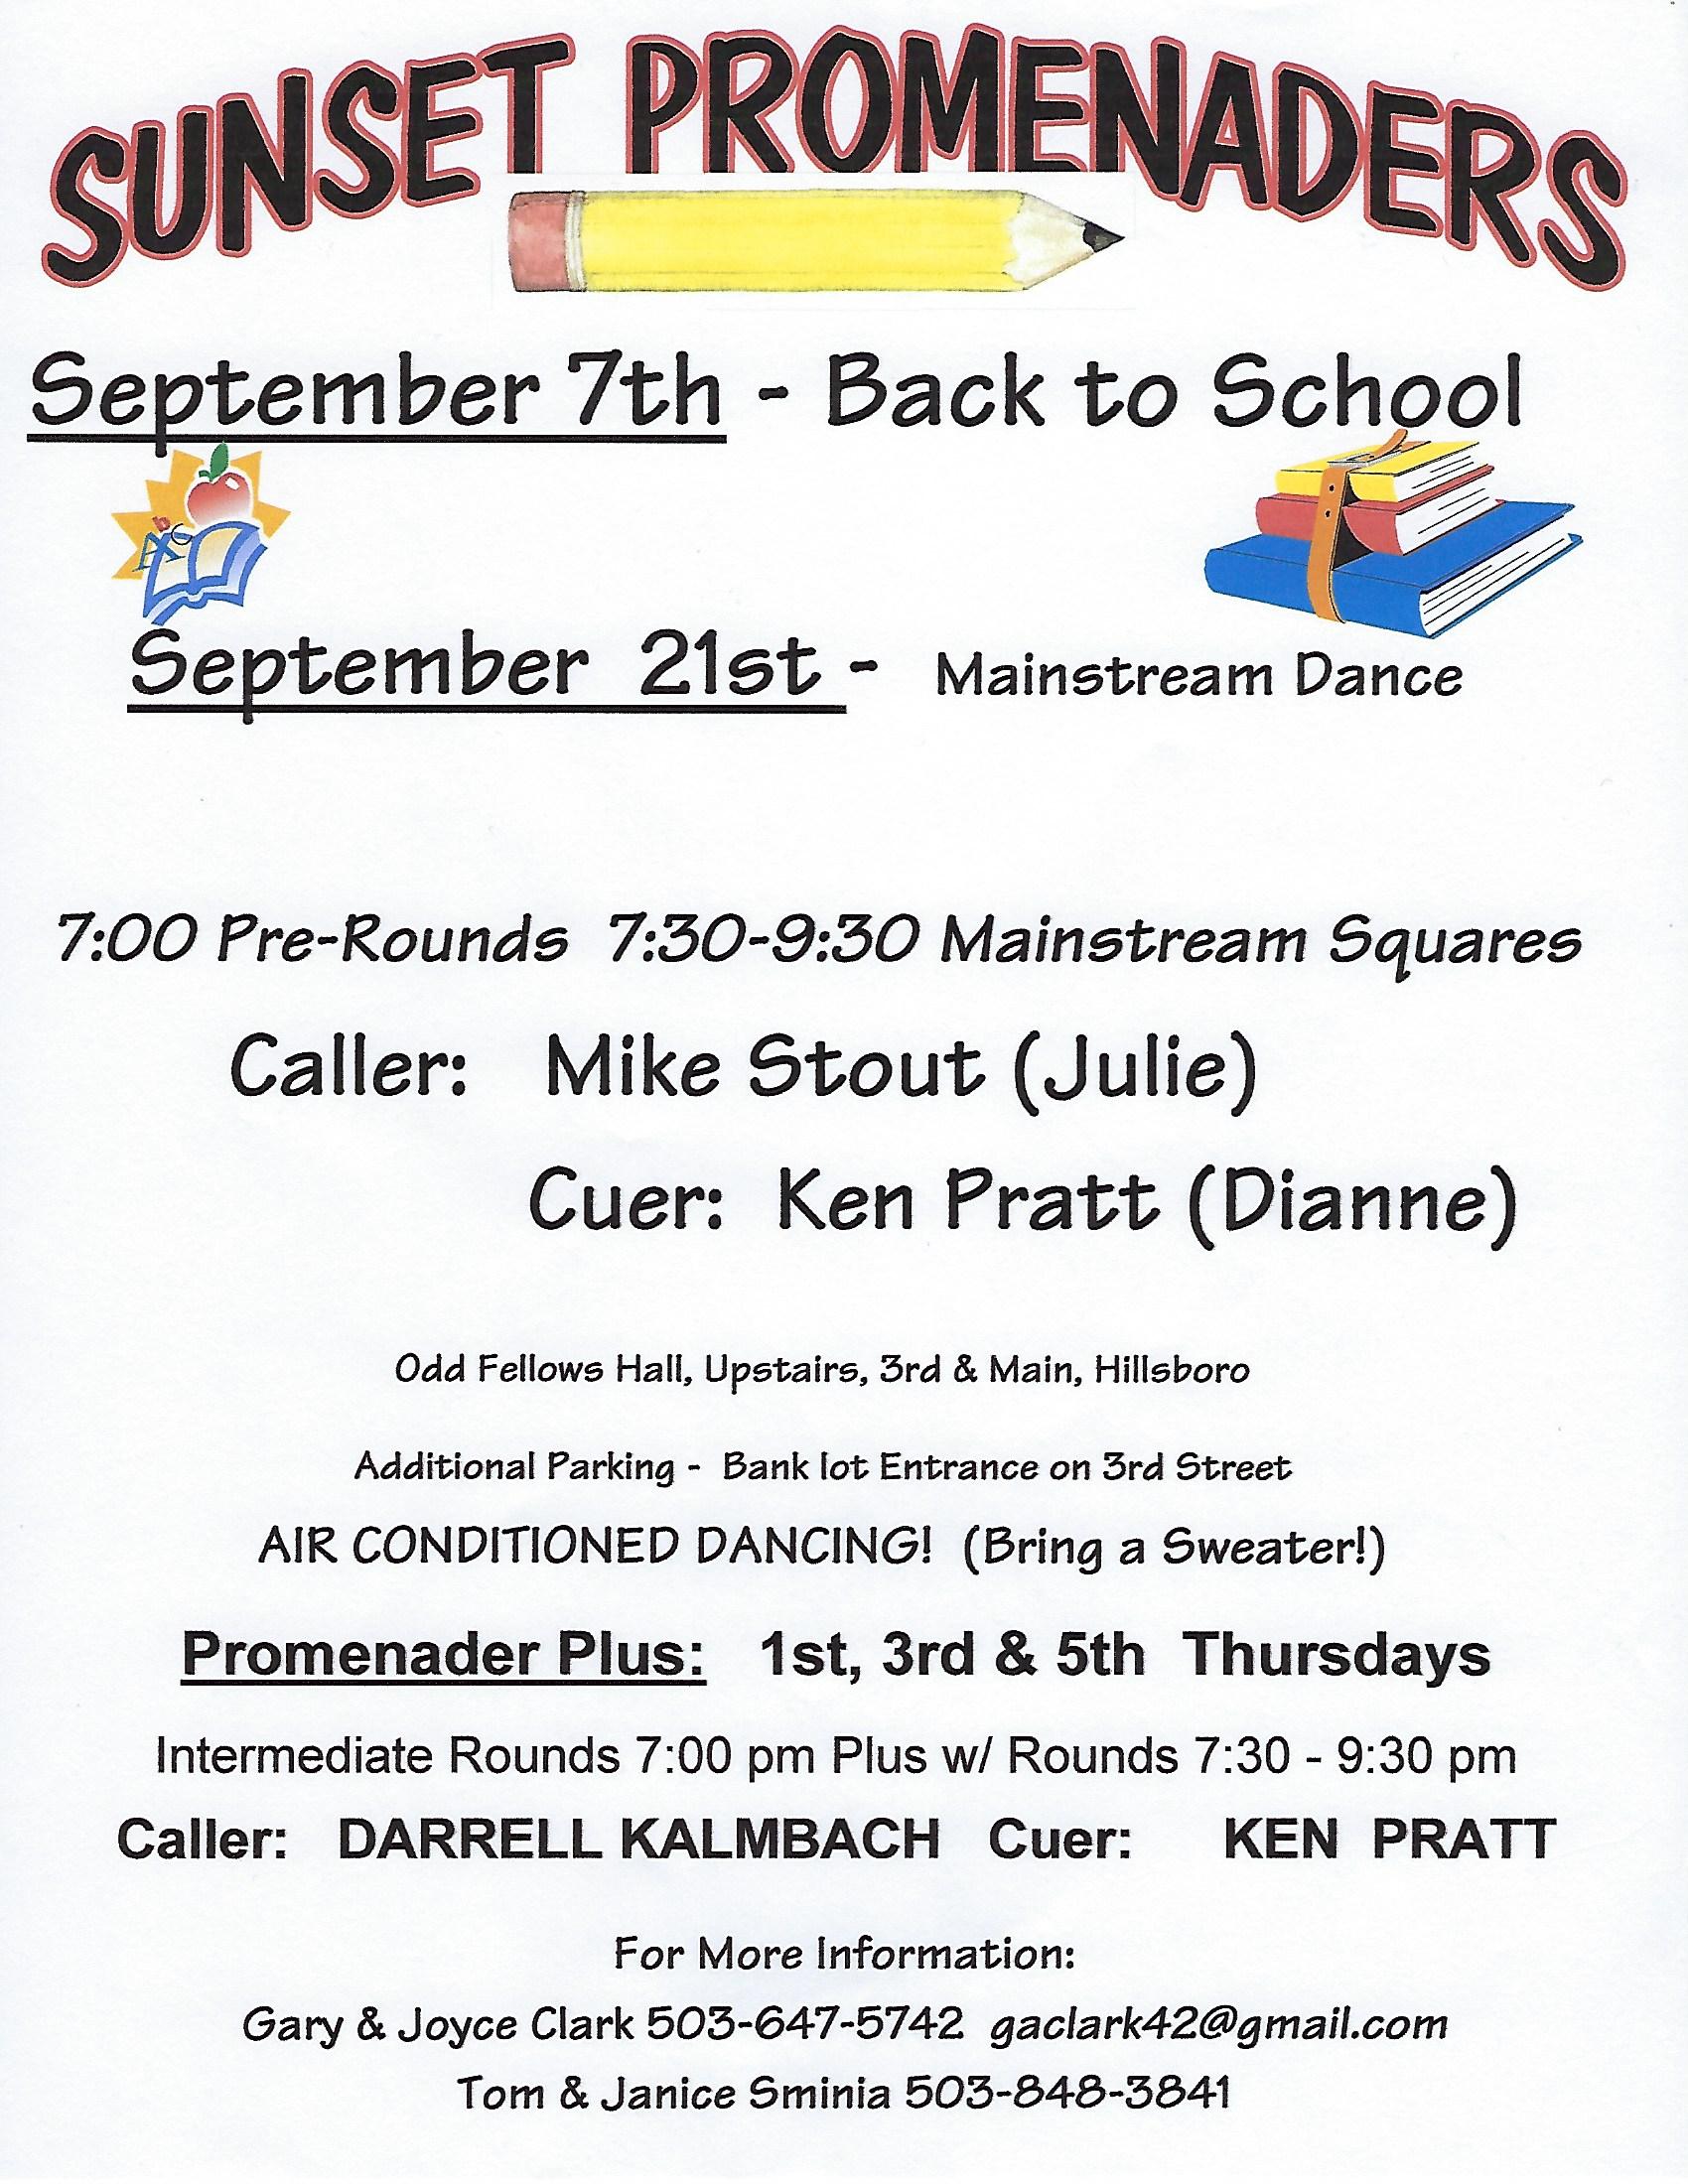 SUNSET PROMENADERS
September 7th - Back to School
A b c
September 21st - Mainstream Dance
7:00 Pre-Rounds 7:30-9:30 Mainstream Squares
Caller: Mike Stout (Julie)
Cuer: Ken Pratt (Dianne)
Odd Fellows Hall, Upstairs, 3rd & Main, Hillsboro
Additional Parking - Bank lot Entrance on 3rd Street
AIR CONDITIONED DANCING! (Bring a Sweater!)
Promenader Plus: 1st, 3rd & 5th Thursdays
Intermediate Rounds 7:00 pm Plus w/ Rounds 7:30 - 9:30 pm
Caller: DARRELL KALMBACH Cuer: KEN PRATT
For More Information:
Gary & Joyce Clark 503-647-5742 gaclark42@gmail.com
Tom & Janice Sminia 503-848-3841